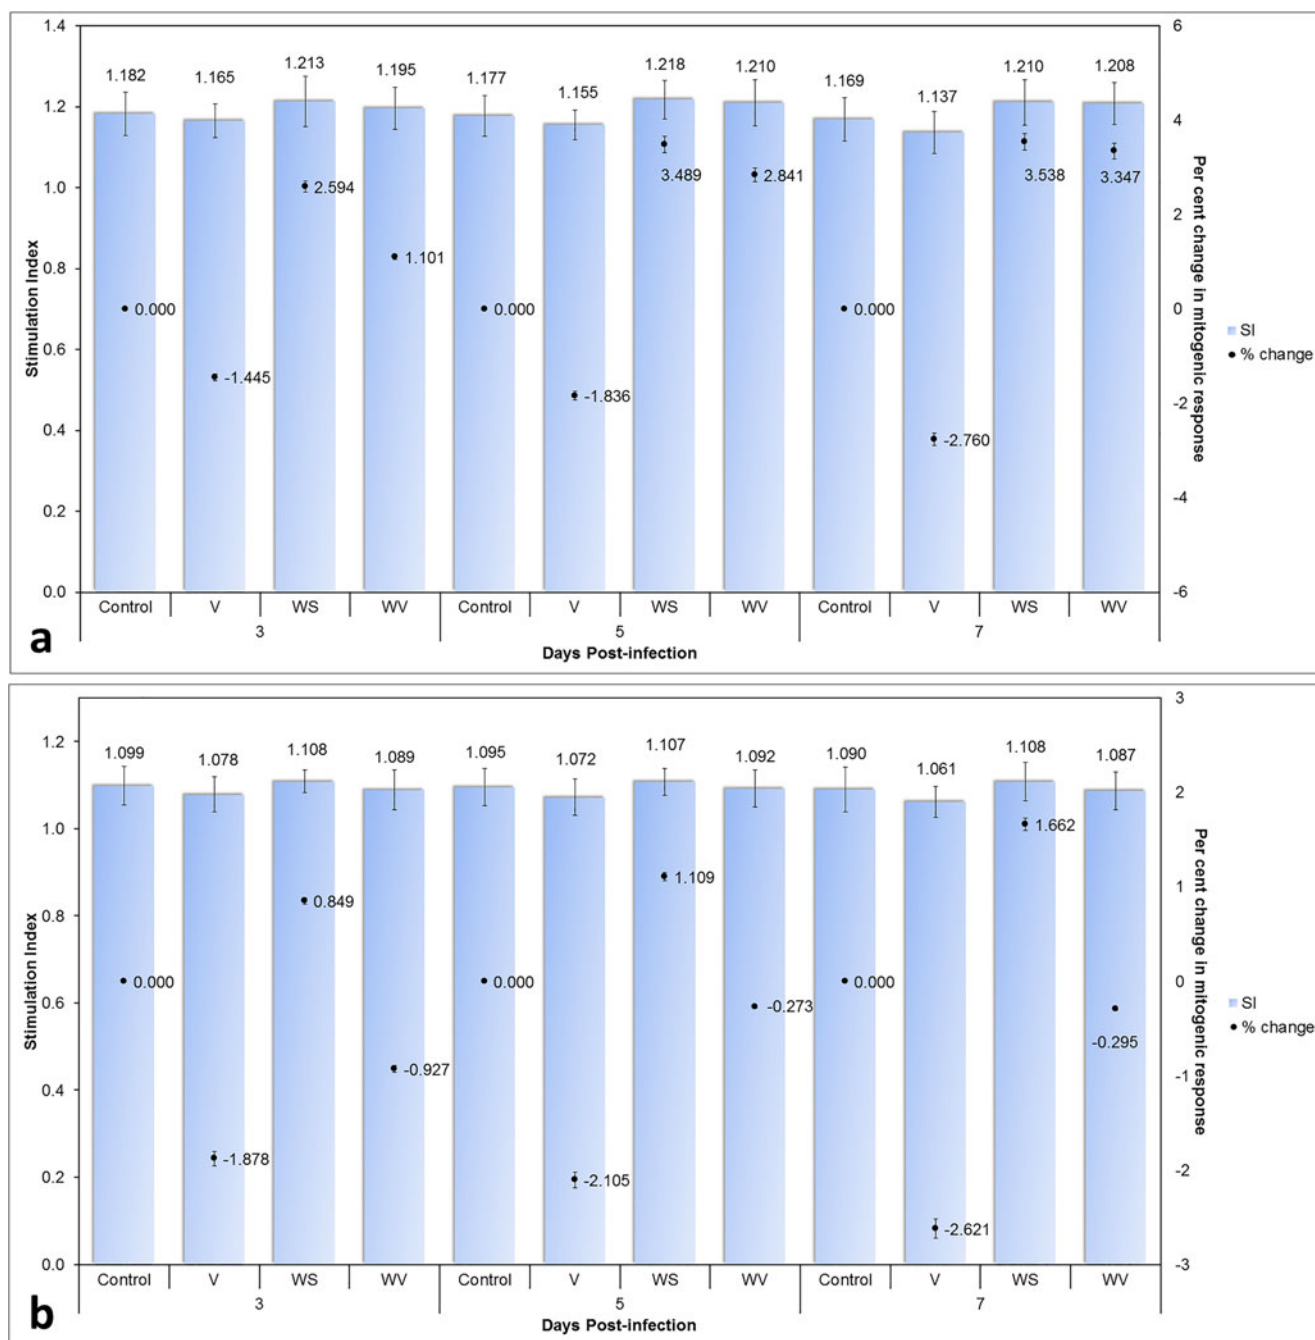 1.4
1.2
1.0
0.8
0.6
0.4
0.2
0.0
Stimulation Index
1.182 1.165 1.213 1.195 1.177 1.155 1.218 1.210 1.169 1.137 1.210 1.208
0.000 -1.445 2.594 1.101 0.000 -1.836 3.489 2.841 0.000 -2.760 3.538 3.347
6
4
2
0
-2
-4
-6
Per cent change in mitogenic response
SI
% change
Control V WS WV Control V WS WV Control V WS WV
3 5 7
Days Post-infection
a
1.2
1.0
0.8
0.6
0.4
0.2
0.0
Stimulation Index
1.099 1.078 1.108 1.089 1.095 1.072 1.107 1.092 1.090 1.061 1.108 1.087
0.000 -1.878 0.849 -0.927 0.000 -2.105 1.109 -0.273 0.000 -2.621 1.662 -0.295
3
2
1
0
-1
-2
-3
Per cent change in mitogenic response
SI
% change
Control V WS WV Control V WS WV Control V WS WV
3 5 7
Days Post-infection
b